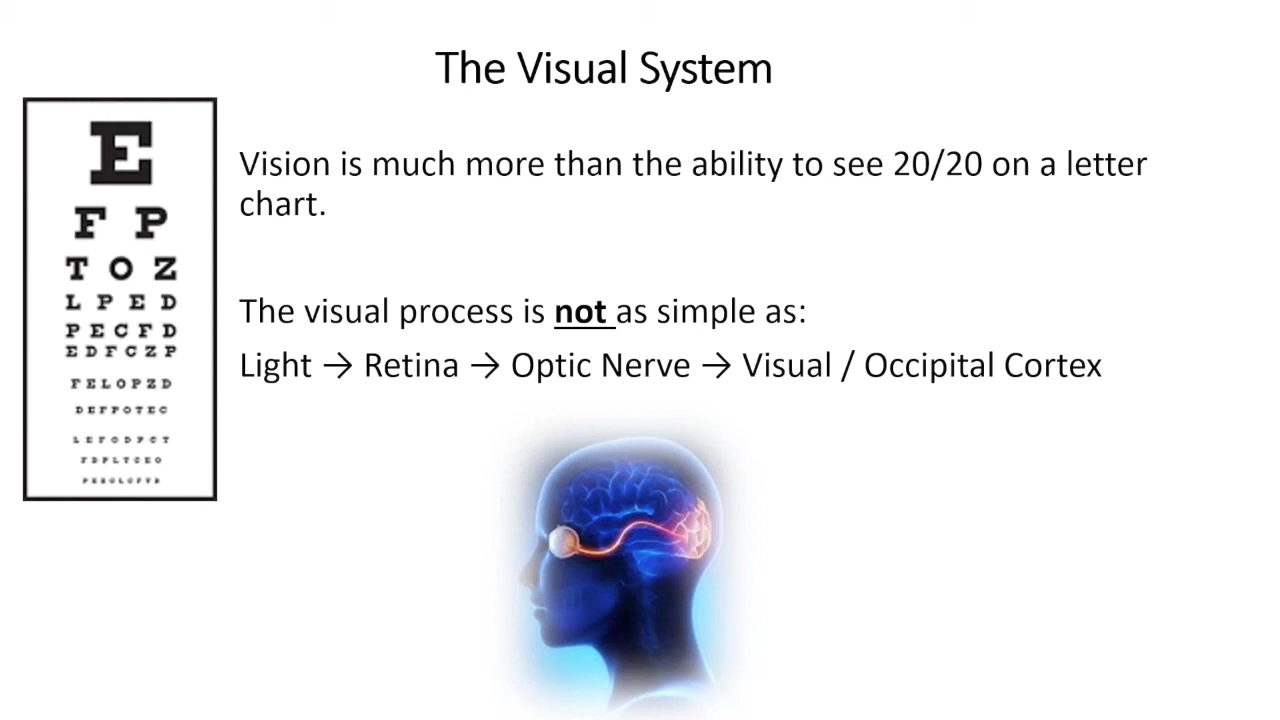 The Visual System
E
F P
T O Z
L P E D
P E C F D
E D F C Z P
F E L O P Z D
D E F P O T E C
L E F O D P C T
F D P L T C E O
Vision is much more than the ability to see 20/20 on a letter
chart.
The visual process is not as simple as:
Light → Retina → Optic Nerve → Visual / Occipital Cortex